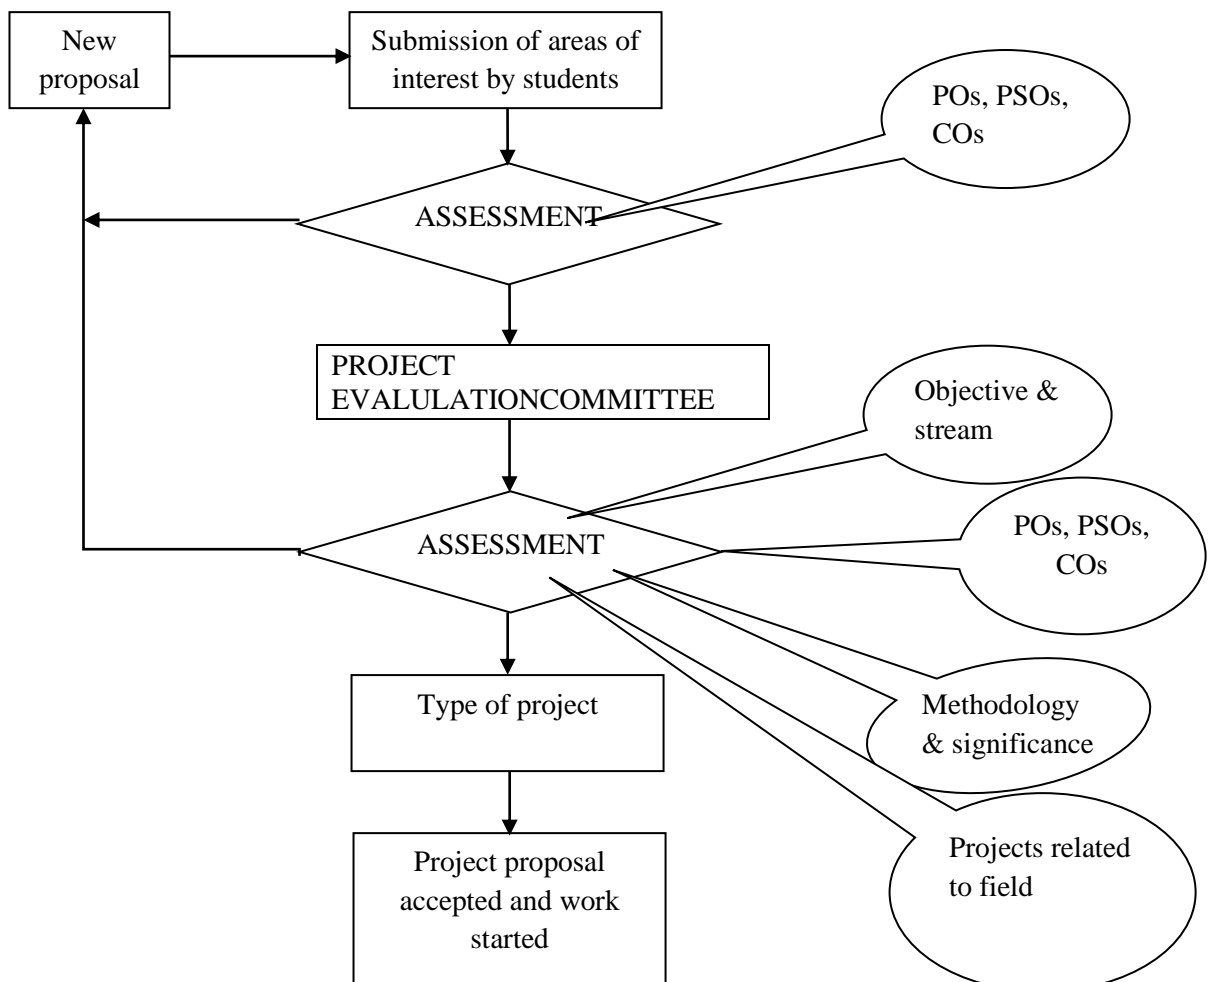 New
proposal
Submission of areas of
interest by students
POs, PSOs,
COs
ASSESSMENT
PROJECT
EVALULATIONCOMMITTEE
Objective &
stream
ASSESSMENT
POs, PSOs,
COs
Type of project
Methodology
& significance
Project proposal
accepted and work
started
Projects related
to field